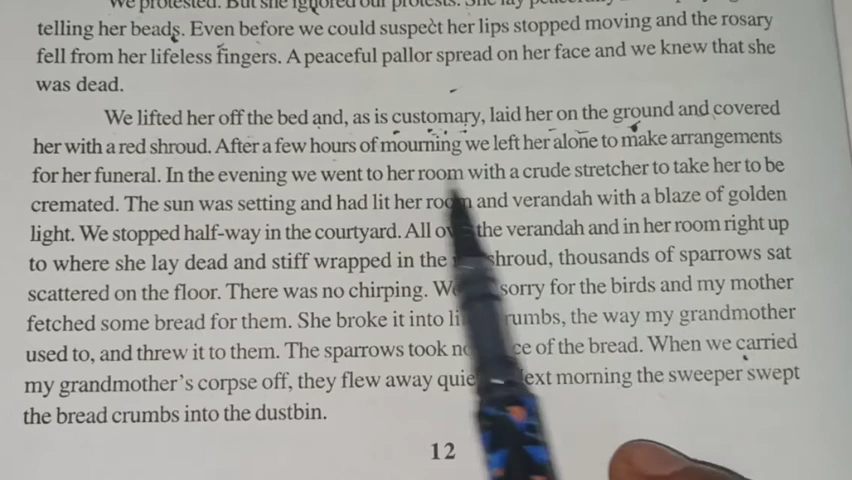 We protested. But she ignored our protests. She lay peacefully
telling her beads. Even before we could suspect her lips stopped moving and the rosary
fell from her lifeless fingers. A peaceful pallor spread on her face and we knew that she
was dead.
We lifted her off the bed and, as is customary, laid her on the ground and covered
her with a red shroud. After a few hours of mourning we left her alone to make arrangements
for her funeral. In the evening we went to her room with a crude stretcher to take her to be
cremated. The sun was setting and had lit her room and verandah with a blaze of golden
light. We stopped half-way in the courtyard. All the verandah and in her room right up
to where she lay dead and stiff wrapped in the shroud, thousands of sparrows sat
scattered on the floor. There was no chirping. sorry for the birds and my mother
fetched some bread for them. She broke it into crumbs, the way my grandmother
used to, and threw it to them. The sparrows took of the bread. When we carried
my grandmother's corpse off, they flew away Next morning the sweeper swept
the bread crumbs into the dustbin.
12